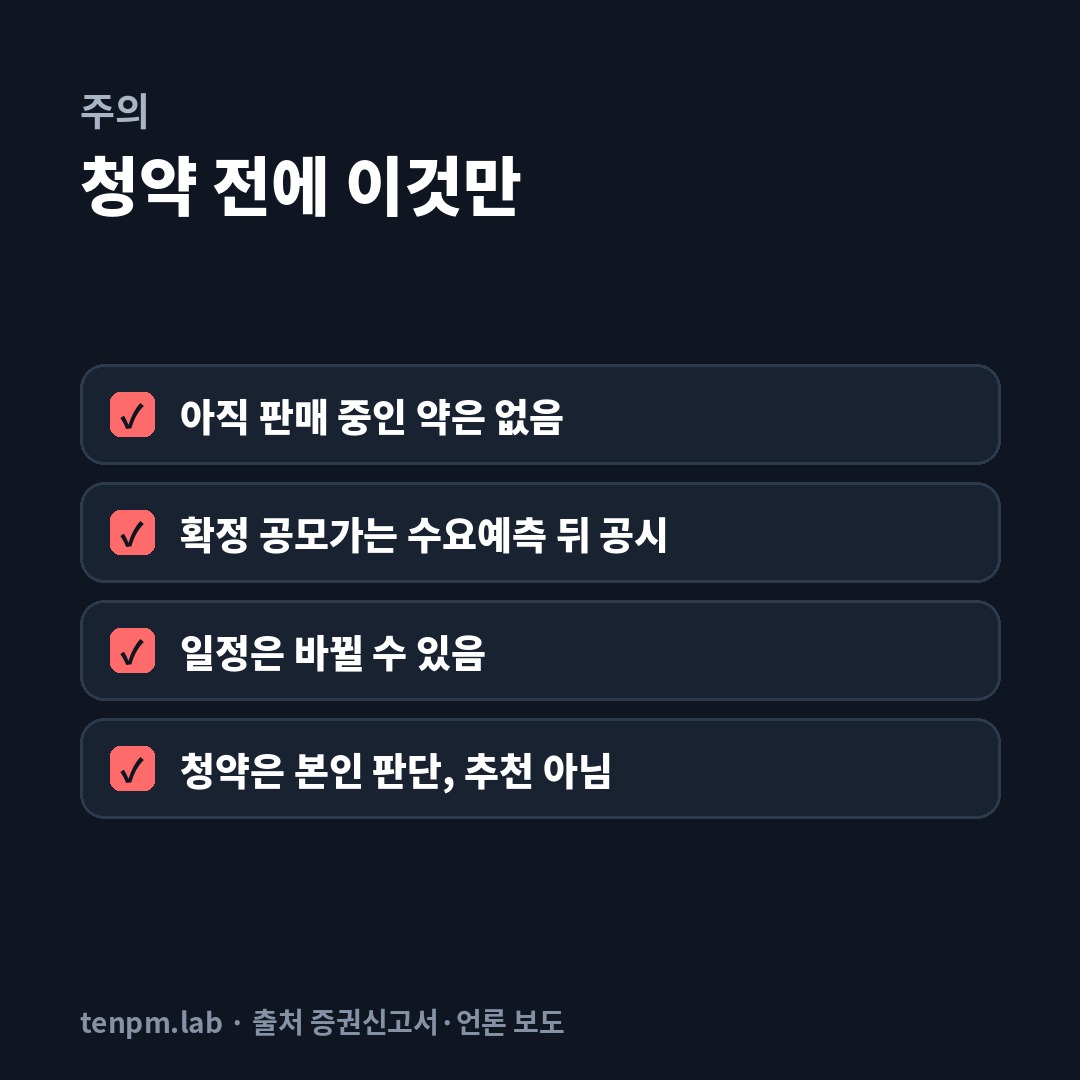 주의
청약 전에 이것만
아직 판매 중인 약은 없음
확정 공모가는 수요예측 뒤 공시
일정은 바뀔 수 있음
청약은 본인 판단, 추천 아님
tenpm.lab · 출처 증권신고서·언론 보도